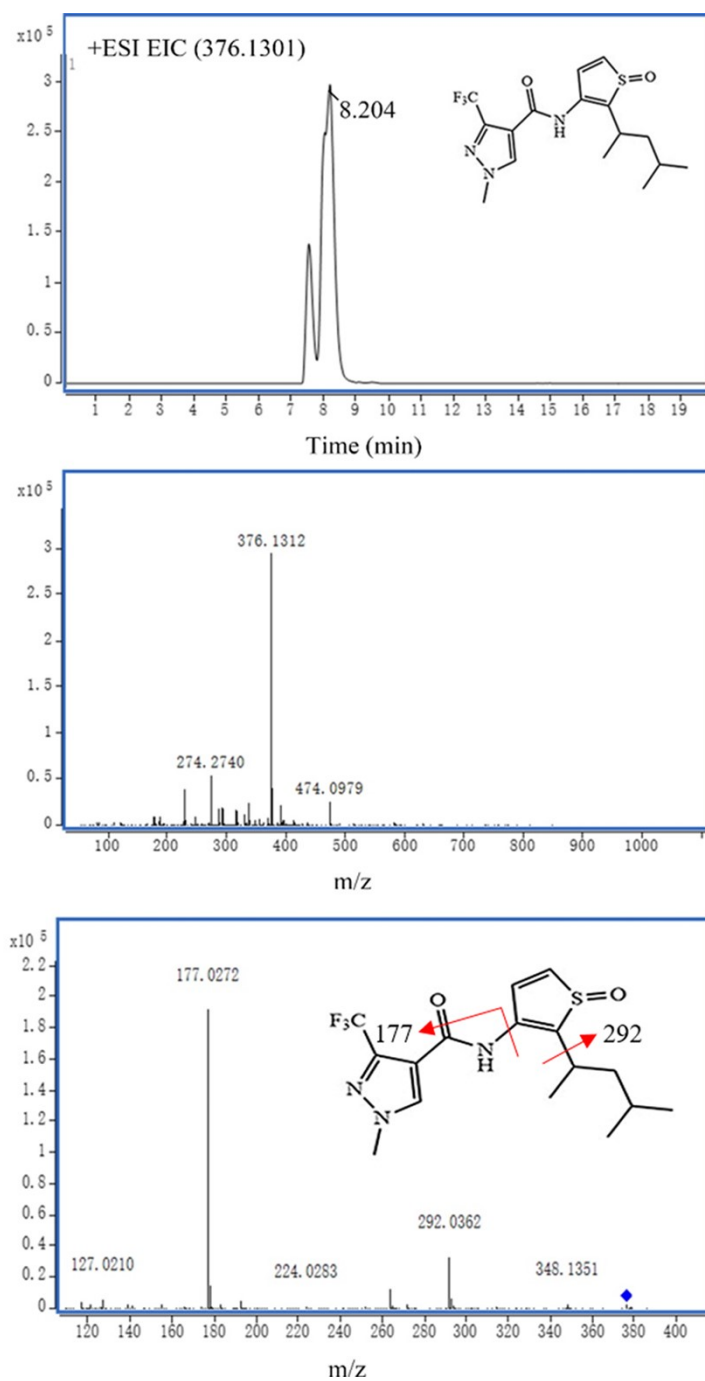 x10 5
+ESI EIC (376.1301)
1
3
8.204
2.5
2
1.5
1
0.5
0
O
F3C
N
H
S=O
N
N
1 2 3 4 5 6 7 8 9 10 11 12 13 14 15 16 17 18 19
Time (min)
x10 5
376.1312
3
2.5
2
1.5
1
274.2740
0.5
474.0979
0
100 200 300 400 500 600 700 800 900 1000
m/z
x10 5
2.2
177.0272
2
1.8
O
S=O
F3C
177
292
1.6
N
H
1.4
N
N
1.2
1
0.8
0.6
292.0362
0.4
127.0210
224.0283
348.1351
0.2
0
120 140 160 180 200 220 240 260 280 300 320 340 360 380 400
m/z